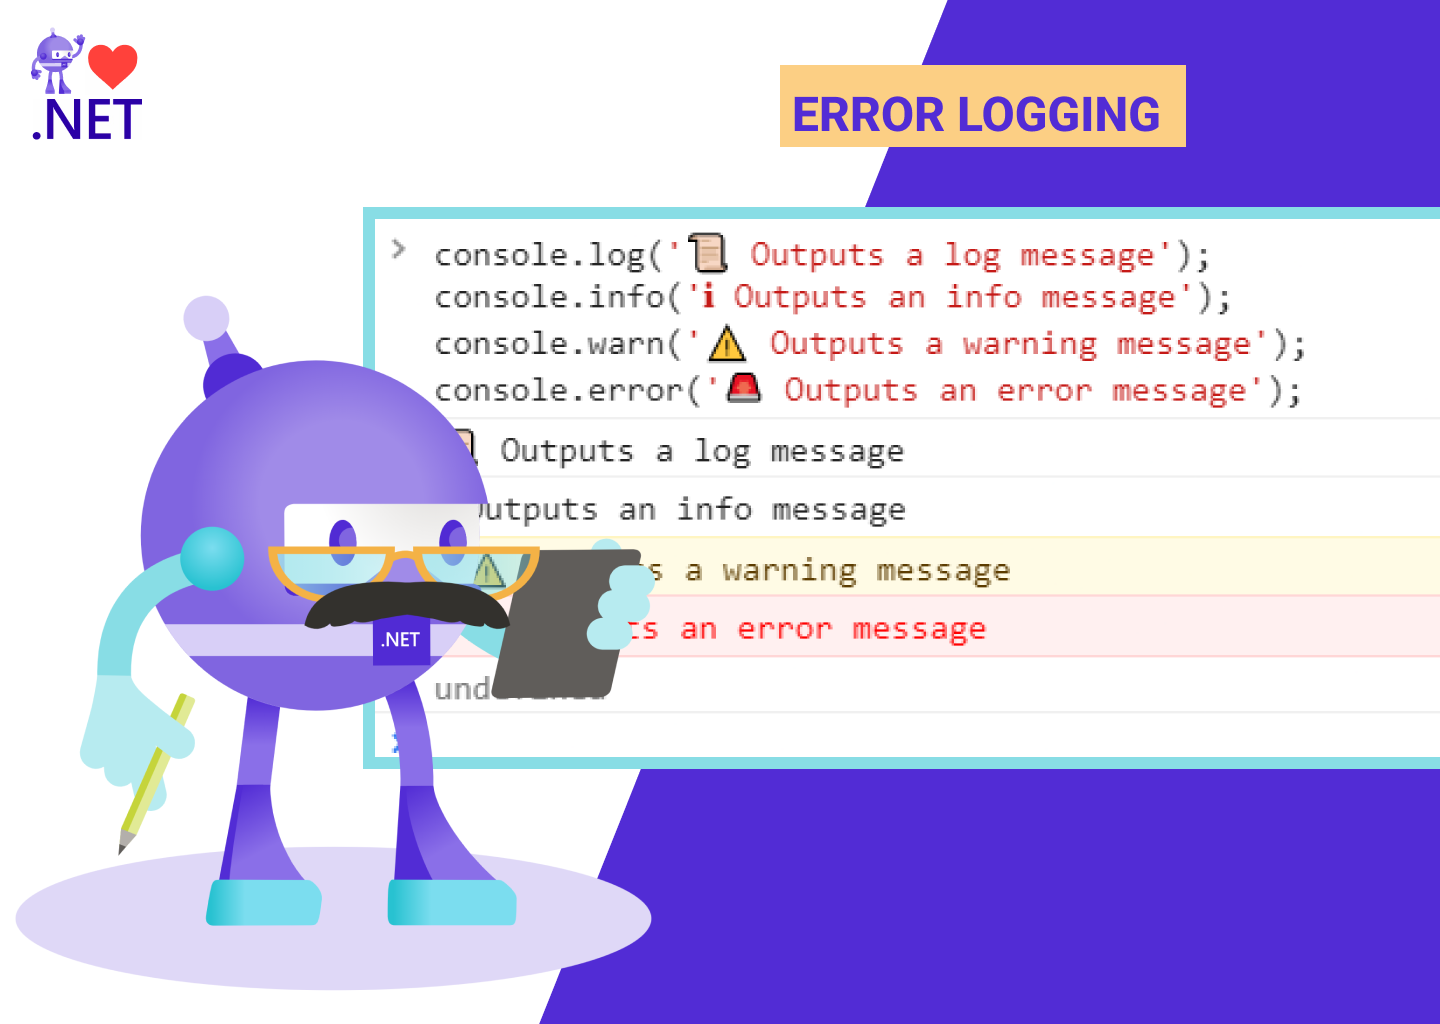 .NET
ERROR LOGGING
> console.log('📜 Outputs a log message');
console.info('ℹ Outputs an info message');
console.warn('⚠ Outputs a warning message');
console.error('🚨 Outputs an error message');
Outputs a log message
utputs an info message
s a warning message
ts an error message
.NET